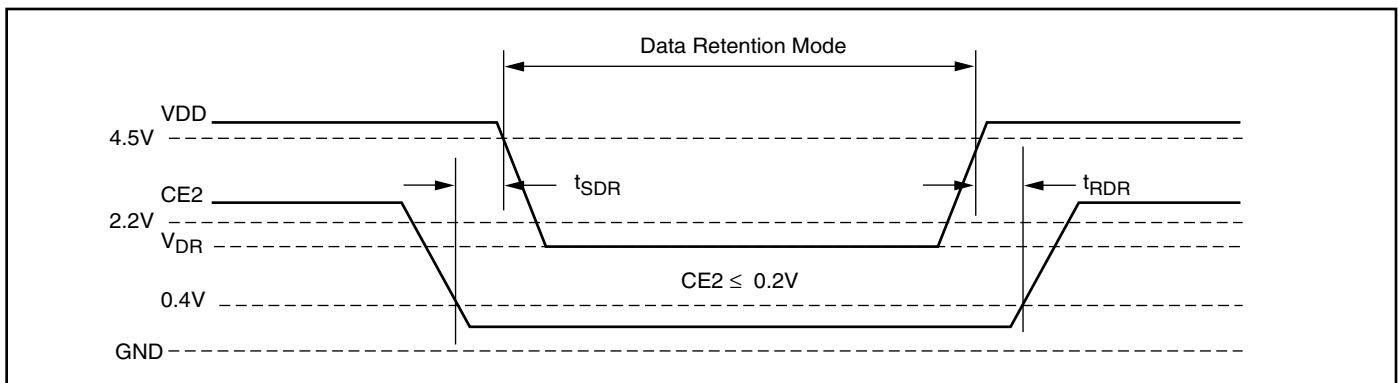 Data Retention Mode
VDD
4.5V
tSDR
tRDR
CE2
2.2V
VDR
CE2 ≤ 0.2V
0.4V
GND